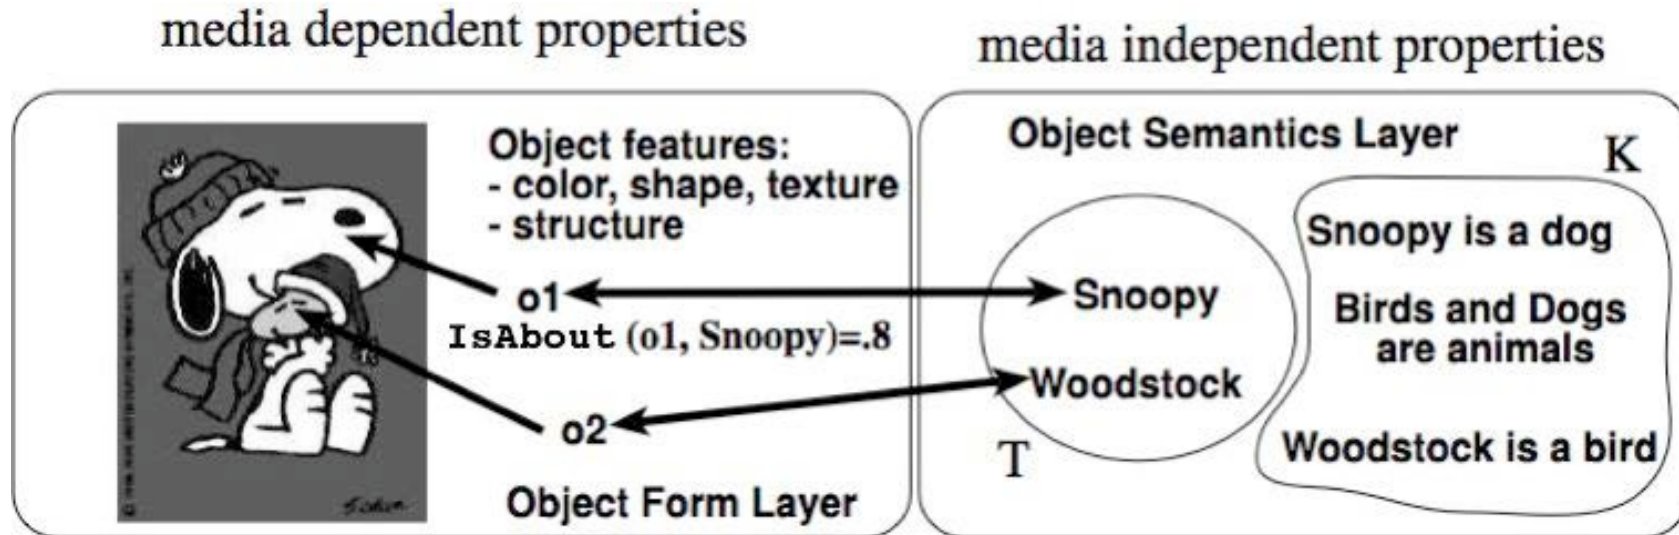 media dependent properties
media independent properties
Object features:
- color, shape, texture
- structure
o1
IsAbout (o1, Snoopy)=.8
o2
Object Form Layer
Object Semantics Layer
K
Snoopy
Woodstock
T
Snoopy is a dog
Birds and Dogs
are animals
Woodstock is a bird